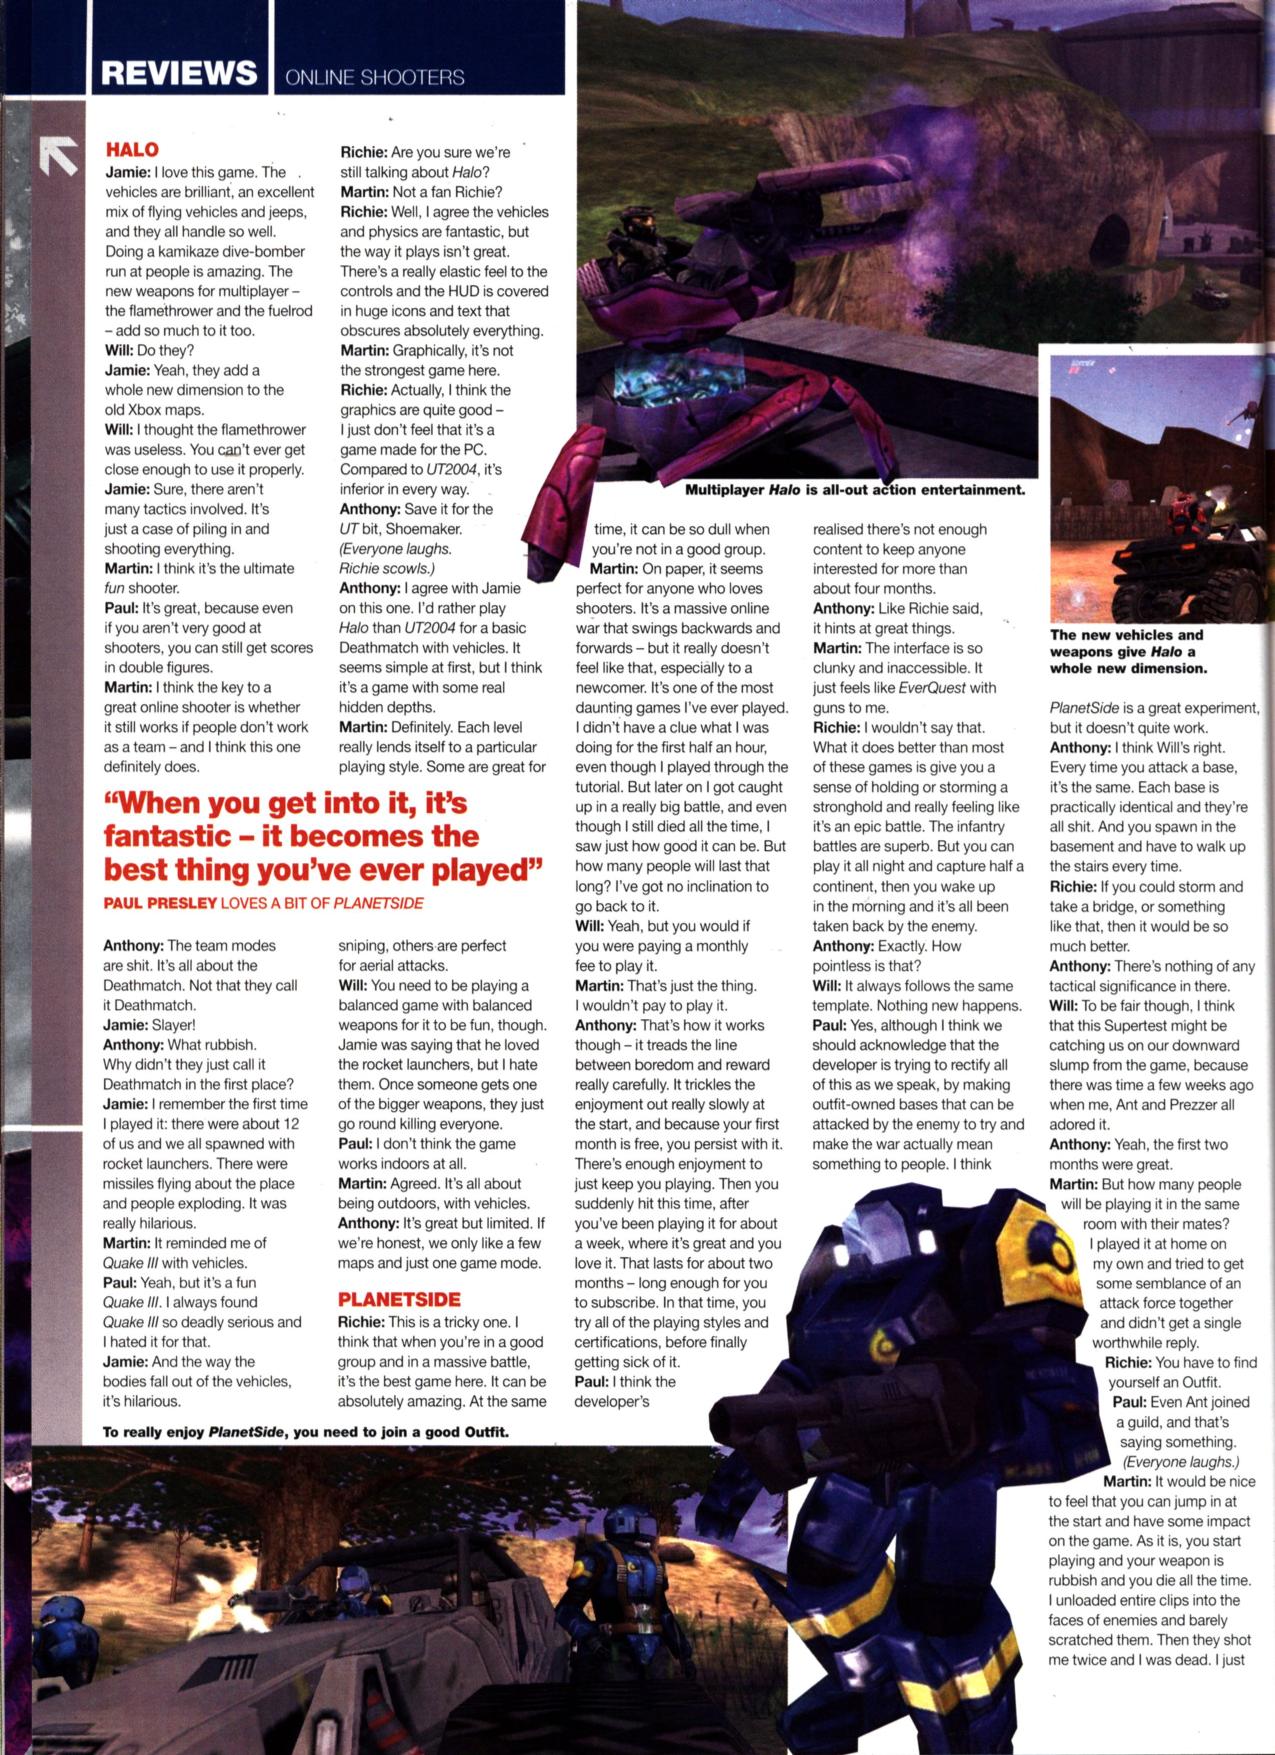 REVIEWS
ONLINE SHOOTERS
HALO
Jamie: I love this game. The
vehicles are brilliant, an excellent
mix of flying vehicles and jeeps,
and they all handle so well.
Doing a kamikaze dive-bomber
run at people is amazing. The
new weapons for multiplayer –
the flamethrower and the fuelrod
– add so much to it too.
Will: Do they?
Jamie: Yeah, they add a
whole new dimension to the
old Xbox maps.
Will: I thought the flamethrower
was useless. You can't ever get
close enough to use it properly.
Jamie: Sure, there aren't
many tactics involved. It's
just a case of piling in and
shooting everything.
Martin: I think it's the ultimate
fun shooter.
Paul: It's great, because even
if you aren't very good at
shooters, you can still get scores
in double figures.
Martin: I think the key to a
great online shooter is whether
it still works if people don't work
as a team – and I think this one
definitely does.
Anthony: The team modes
are shit. It's all about the
Deathmatch. Not that they call
it Deathmatch.
Jamie: Slayer!
Anthony: What rubbish.
Why didn't they just call it
Deathmatch in the first place?
Jamie: I remember the first time
I played it: there were about 12
of us and we all spawned with
rocket launchers. There were
missiles flying about the place
and people exploding. It was
really hilarious.
Martin: It reminded me of
Quake III with vehicles.
Paul: Yeah, but it's a fun
Quake III. I always found
Quake III so deadly serious and
I hated it for that.
Jamie: And the way the
bodies fall out of the vehicles,
it's hilarious.
Richie: Are you sure we're
still talking about Halo?
Martin: Not a fan Richie?
Richie: Well, I agree the vehicles
and physics are fantastic, but
the way it plays isn't great.
There's a really elastic feel to the
controls and the HUD is covered
in huge icons and text that
obscures absolutely everything.
Martin: Graphically, it's not
the strongest game here.
Richie: Actually, I think the
graphics are quite good –
I just don't feel that it's a
game made for the PC.
Compared to UT2004, it's
inferior in every way.
Anthony: Save it for the
UT bit, Shoemaker.
(Everyone laughs.
Richie scowls.)
Anthony: I agree with Jamie
on this one. I'd rather play
Halo than UT2004 for a basic
Deathmatch with vehicles. It
seems simple at first, but I think
it's a game with some real
hidden depths.
Martin: Definitely. Each level
really lends itself to a particular
playing style. Some are great for
sniping, others are perfect
for aerial attacks.
Will: You need to be playing a
balanced game with balanced
weapons for it to be fun, though.
Jamie was saying that he loved
the rocket launchers, but I hate
them. Once someone gets one
of the bigger weapons, they just
go round killing everyone.
Paul: I don't think the game
works indoors at all.
Martin: Agreed. It's all about
being outdoors, with vehicles.
Anthony: It's great but limited. If
we're honest, we only like a few
maps and just one game mode.
"When you get into it, it's
fantastic – it becomes the
best thing you've ever played"
PAUL PRESLEY LOVES A BIT OF PLANETSIDE
PLANETSIDE
Richie: This is a tricky one. I
think that when you're in a good
group and in a massive battle,
it's the best game here. It can be
absolutely amazing. At the same
time, it can be so dull when
you're not in a good group.
Martin: On paper, it seems
perfect for anyone who loves
shooters. It's a massive online
war that swings backwards and
forwards – but it really doesn't
feel like that, especially to a
newcomer. It's one of the most
daunting games I've ever played.
I didn't have a clue what I was
doing for the first half an hour,
even though I played through the
tutorial. But later on I got caught
up in a really big battle, and even
though I still died all the time, I
saw just how good it can be. But
how many people will last that
long? I've got no inclination to
go back to it.
Will: Yeah, but you would if
you were paying a monthly
fee to play it.
Martin: That's just the thing.
I wouldn't pay to play it.
Anthony: That's how it works
though – it treads the line
between boredom and reward
really carefully. It trickles the
enjoyment out really slowly at
the start, and because your first
month is free, you persist with it.
There's enough enjoyment to
just keep you playing. Then you
suddenly hit this time, after
you've been playing it for about
a week, where it's great and you
love it. That lasts for about two
months – long enough for you
to subscribe. In that time, you
try all of the playing styles and
certifications, before finally
getting sick of it.
Paul: I think the
developer's
realised there's not enough
content to keep anyone
interested for more than
about four months.
Anthony: Like Richie said,
it hints at great things.
Martin: The interface is so
clunky and inaccessible. It
just feels like EverQuest with
guns to me.
Richie: I wouldn't say that.
What it does better than most
of these games is give you a
sense of holding or storming a
stronghold and really feeling like
it's an epic battle. The infantry
battles are superb. But you can
play it all night and capture half a
continent, then you wake up
in the morning and it's all been
taken back by the enemy.
Anthony: Exactly. How
pointless is that?
Will: It always follows the same
template. Nothing new happens.
Paul: Yes, although I think we
should acknowledge that the
developer is trying to rectify all
of this as we speak, by making
outfit-owned bases that can be
attacked by the enemy to try and
make the war actually mean
something to people. I think
PlanetSide is a great experiment,
but it doesn't quite work.
Anthony: I think Will's right.
Every time you attack a base,
it's the same. Each base is
practically identical and they're
all shit. And you spawn in the
basement and have to walk up
the stairs every time.
Richie: If you could storm and
take a bridge, or something
like that, then it would be so
much better.
Anthony: There's nothing of any
tactical significance in there.
Will: To be fair though, I think
that this Supertest might be
catching us on our downward
slump from the game, because
there was time a few weeks ago
when me, Ant and Prezzer all
adored it.
Anthony: Yeah, the first two
months were great.
Martin: But how many people
will be playing it in the same
room with their mates?
I played it at home on
my own and tried to get
some semblance of an
attack force together
and didn't get a single
worthwhile reply.
Richie: You have to find
yourself an Outfit.
Paul: Even Ant joined
a guild, and that's
saying something.
(Everyone laughs.)
Martin: It would be nice
to feel that you can jump in at
the start and have some impact
on the game. As it is, you start
playing and your weapon is
rubbish and you die all the time.
I unloaded entire clips into the
faces of enemies and barely
scratched them. Then they shot
me twice and I was dead. I just
Multiplayer Halo is all-out action entertainment.
The new vehicles and
weapons give Halo a
whole new dimension.
To really enjoy PlanetSide, you need to join a good Outfit.